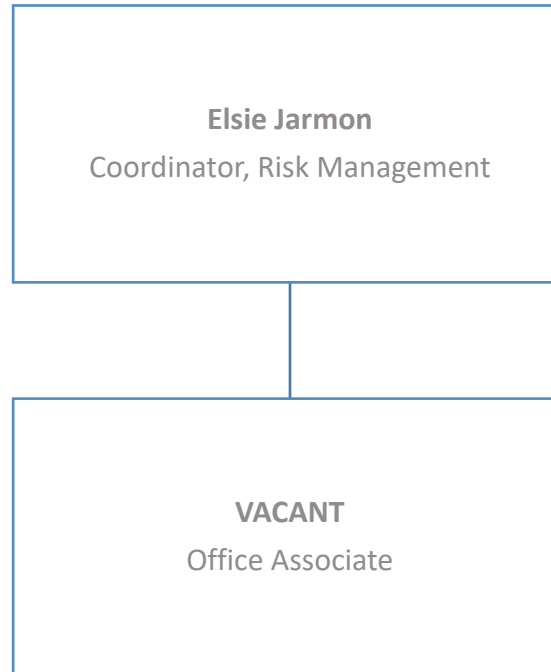 Elsie Jarmon
Coordinator, Risk Management
VACANT
Office Associate